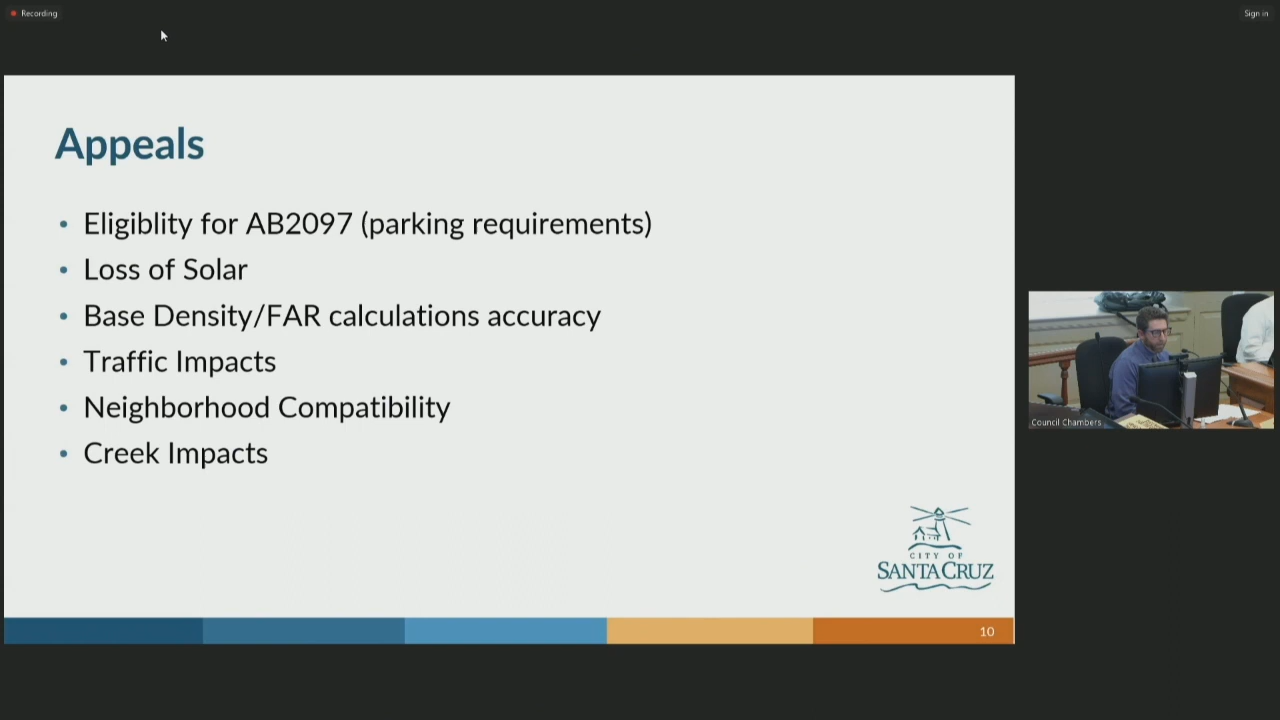 Recording
Sign in
Appeals
• Eligiblity for AB2097 (parking requirements)
• Loss of Solar
• Base Density/FAR calculations accuracy
• Traffic Impacts
• Neighborhood Compatibility
• Creek Impacts
CITY OF
SANTA CRUZ
10
Council Chambers